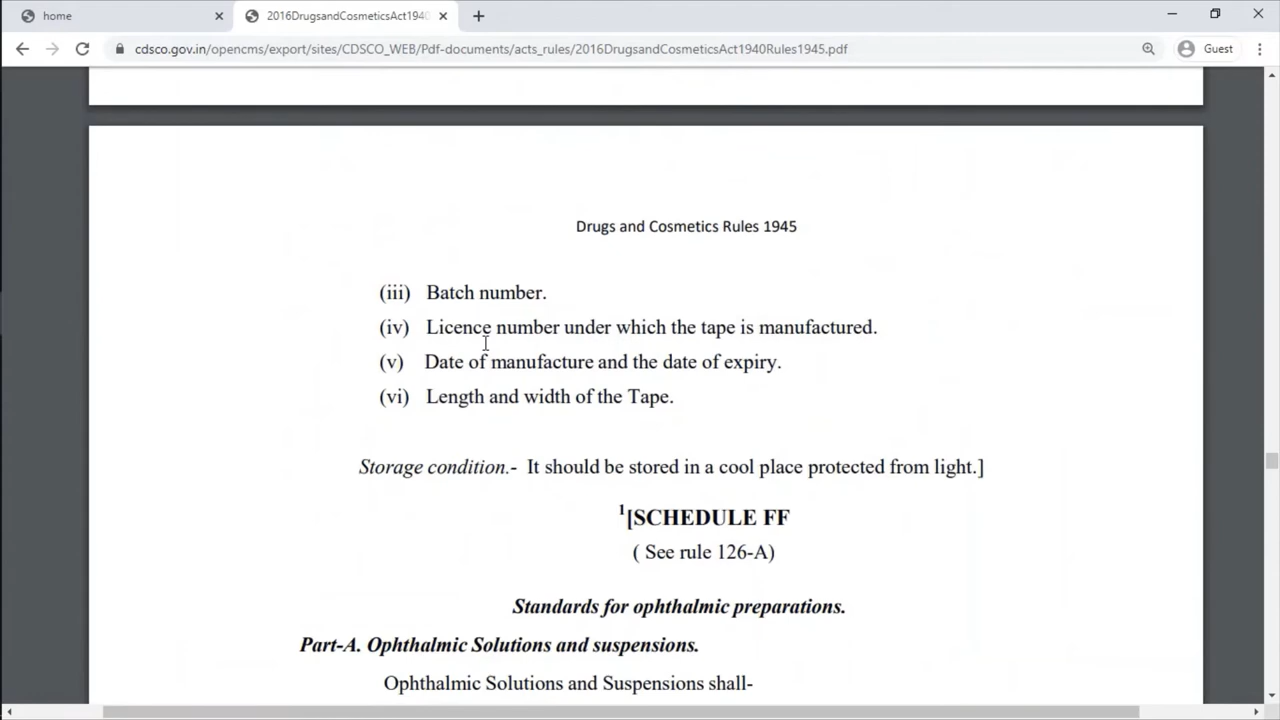 home
2016DrugsandCosmeticsAct1940
cdsco.gov.in/opencms/export/sites/CDSCO_WEB/Pdf-documents/acts_rules/2016DrugsandCosmeticsAct1940Rules1945.pdf
Guest
Drugs and Cosmetics Rules 1945
(iii) Batch number.
(iv) Licence number under which the tape is manufactured.
(v) Date of manufacture and the date of expiry.
(vi) Length and width of the Tape.
Storage condition.- It should be stored in a cool place protected from light.]
1[SCHEDULE FF
( See rule 126-A)
Standards for ophthalmic preparations.
Part-A. Ophthalmic Solutions and suspensions.
Ophthalmic Solutions and Suspensions shall-